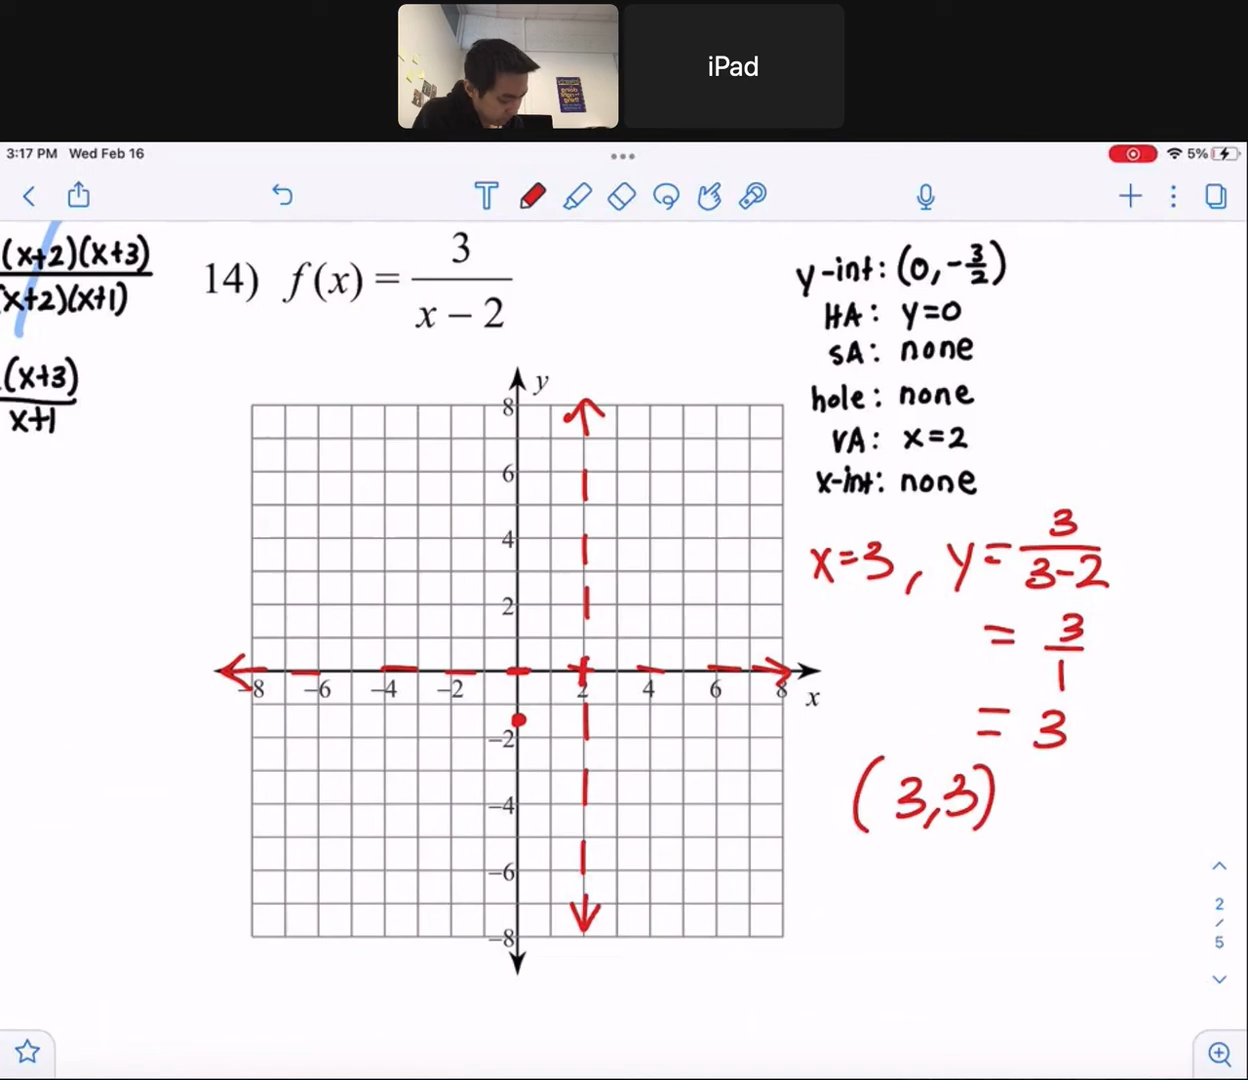 iPad
3:17 PM Wed Feb 16
5%
(x+2)(x+3)
(x+2)(x+1)
(x+3)
x+1
14) f(x) = 3
x − 2
y-int: (0, -3/2)
HA: y=0
SA: none
hole: none
VA: x=2
x-int: none
x=3, y= 3
3-2
= 3
1
= 3
(3,3)
y
8
6
4
2
-8 -6 -4 -2 2 4 6 8
x
-2
-4
-6
-8
2
/
5